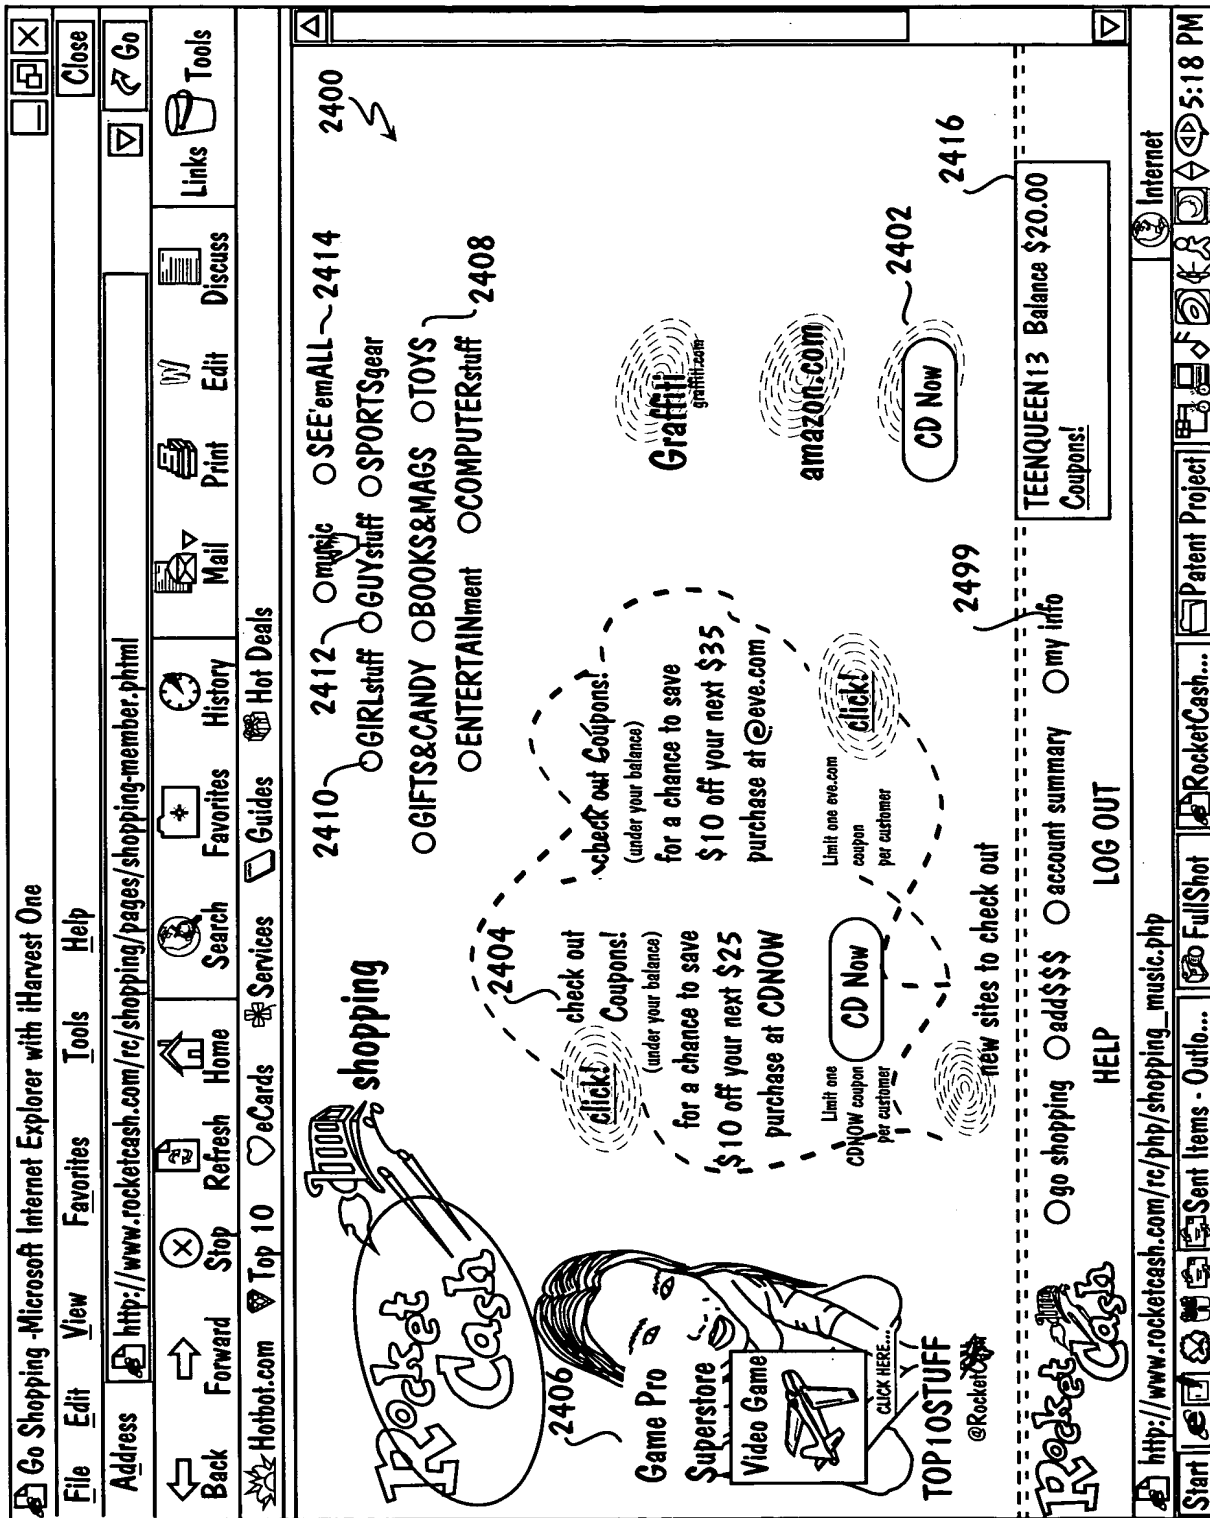 Go Shopping -Microsoft Internet Explorer with iHarvest One
File Edit View Favorites Tools Help Close
Address http://www.rocketcash.com/rc/shopping/pages/shopping-member.phtml Go
Back Forward Stop Refresh Home Search Favorites History Mail Print Edit Discuss Links Tools
Hotbot.com Top 10 eCards Services Guides Hot Deals
2400
Rocket Cash
shopping
2410 2412 music SEE'emALL 2414
GIRLstuff GUYstuff SPORTSgear
GIFTS&CANDY BOOKS&MAGS TOYS 2408
ENTERTAINment COMPUTERstuff
2406
Game Pro
Superstore
Video Game
CLICK HERE...
TOP10STUFF
@RocketCash
2404
click!
check out
Coupons!
(under your balance)
for a chance to save
$10 off your next $25
purchase at CDNOW
Limit one
CDNOW coupon
per customer
CD Now
check out Coupons!
(under your balance)
for a chance to save
$10 off your next $35
purchase at @eve.com
Limit one eve.com
coupon
per customer
click!
new sites to check out
Graffiti
graffiti.com
amazon.com
CD Now
2402
2416
2499
Rocket Cash
go shopping add$$$ account summary my info
HELP LOG OUT
TEENQUEEN13 Balance $20.00
Coupons!
http://www.rocketcash.com/rc/php/shopping_music.php Internet
Start Sent Items - Outlo... FullShot RocketCash... Patent Project 5:18 PM